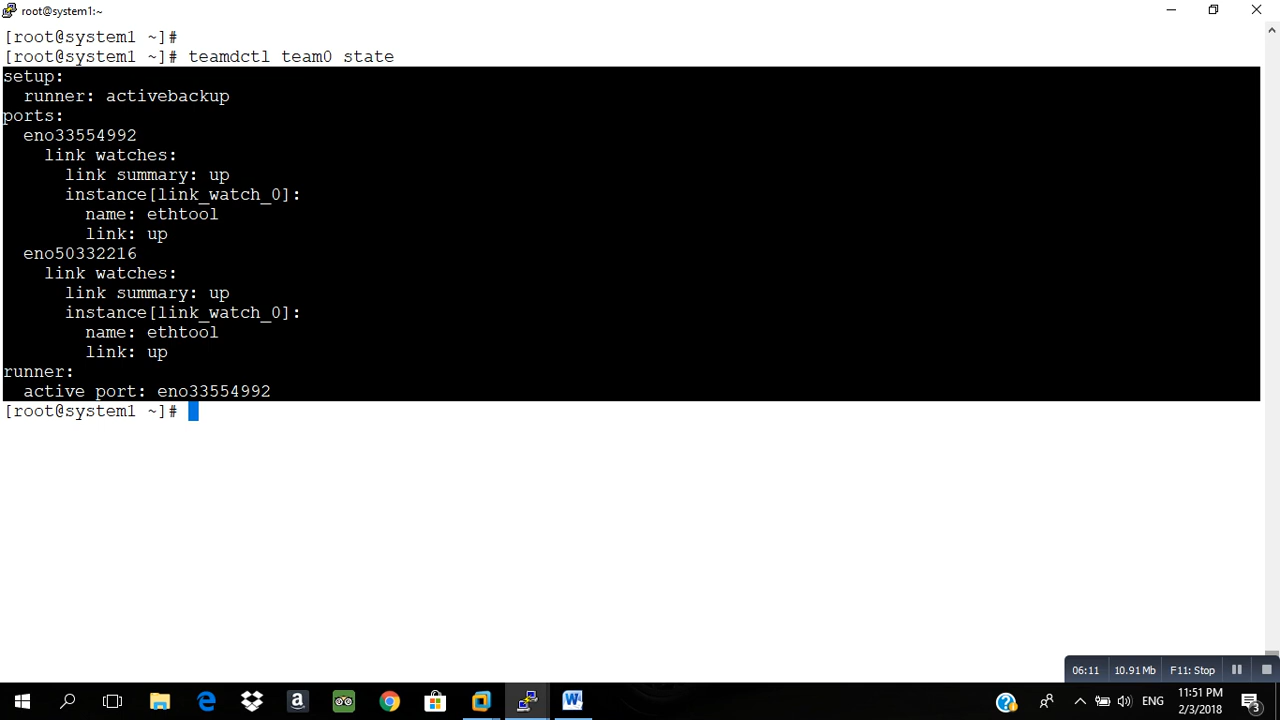 root@system1:~
[root@system1 ~]#
[root@system1 ~]# teamdctl team0 state
setup:
  runner: activebackup
ports:
  eno33554992
    link watches:
      link summary: up
      instance[link_watch_0]:
        name: ethtool
        link: up
  eno50332216
    link watches:
      link summary: up
      instance[link_watch_0]:
        name: ethtool
        link: up
runner:
  active port: eno33554992
[root@system1 ~]#
06:11 10.91 Mb F11: Stop
ENG 11:51 PM
2/3/2018 3